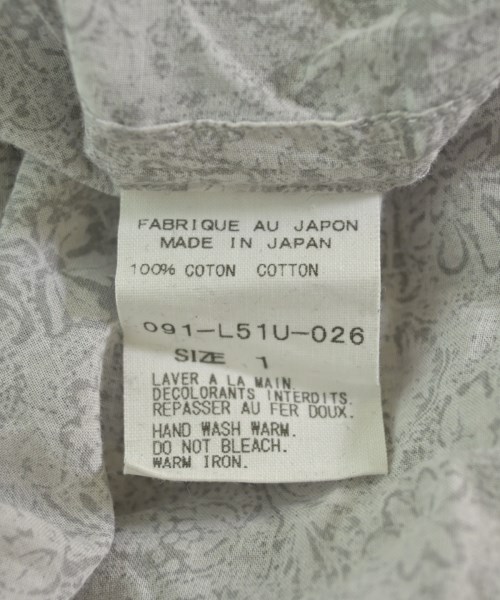 FABRIQUE AU JAPON
MADE IN JAPAN
100% COTON COTTON
091-L51U-026
SIZE 1
LAVER A LA MAIN.
DECOLORANTS INTERDITS.
REPASSER AU FER DOUX.
HAND WASH WARM.
DO NOT BLEACH.
WARM IRON.